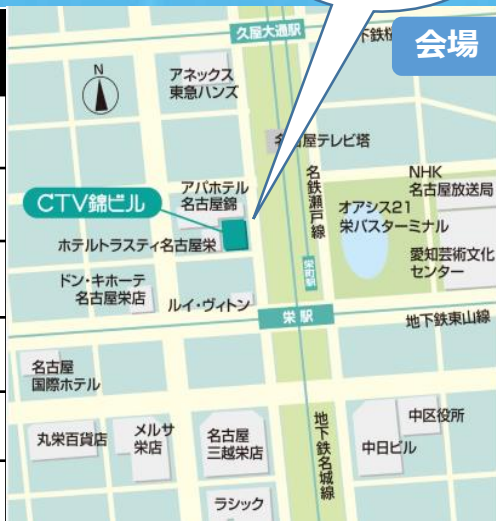 久屋大通駅
会場
N
アネックス
東急ハンズ
名古屋テレビ塔
NHK
名古屋放送局
CTV錦ビル
アパホテル
名古屋錦
名鉄瀬戸線
オアシス21
栄バスターミナル
愛知芸術文化
センター
ホテルトラスティ名古屋栄
栄町駅
ドン・キホーテ
名古屋栄店
ルイ・ヴィトン
栄駅
地下鉄東山線
名古屋
国際ホテル
丸栄百貨店
メルサ
栄店
名古屋
三越栄店
地下鉄名城線
中日ビル
中区役所
ラシック